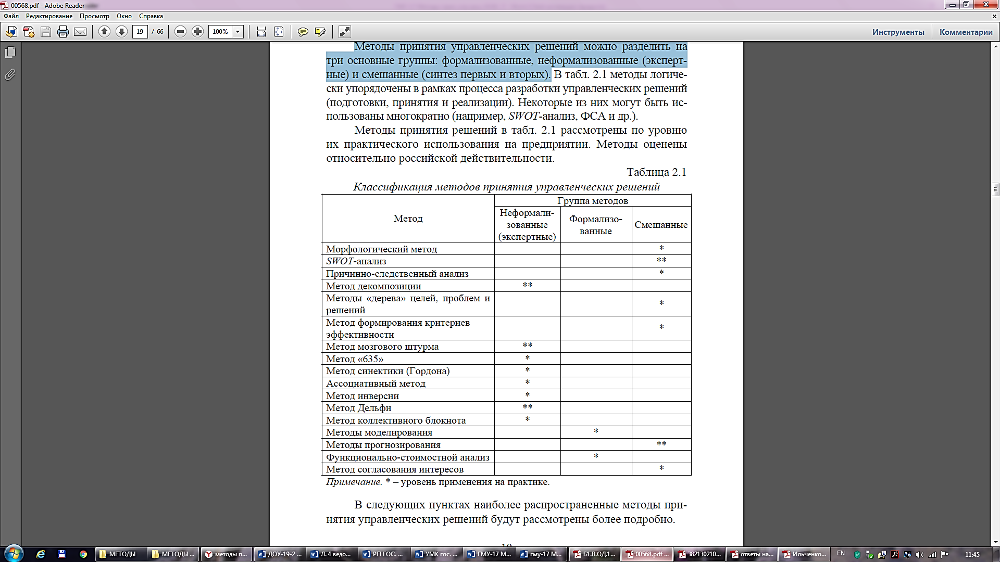 00568.pdf - Adobe Reader
Файл Редактирование Просмотр Окно Справка
19 / 66 100% Инструменты Комментарии
Методы принятия управленческих решений можно разделить на
три основные группы: формализованные, неформализованные (эксперт-
ные) и смешанные (синтез первых и вторых). В табл. 2.1 методы логиче-
ски упорядочены в рамках процесса разработки управленческих решений
(подготовки, принятия и реализации). Некоторые из них могут быть ис-
пользованы многократно (например, SWOT-анализ, ФСА и др.).
Методы принятия решений в табл. 2.1 рассмотрены по уровню
их практического использования на предприятии. Методы оценены
относительно российской действительности.
Таблица 2.1
Классификация методов принятия управленческих решений
Метод
Группа методов
Неформали-
зованные
(экспертные)
Формализо-
ванные
Смешанные
Морфологический метод *
SWOT-анализ **
Причинно-следственный анализ *
Метод декомпозиции **
Методы «дерева» целей, проблем и
решений *
Метод формирования критериев
эффективности *
Метод мозгового штурма **
Метод «635» *
Метод синектики (Гордона) *
Ассоциативный метод *
Метод инверсии *
Метод Дельфи **
Метод коллективного блокнота *
Методы моделирования *
Методы прогнозирования **
Функционально-стоимостной анализ *
Метод согласования интересов *
Примечание. * – уровень применения на практике.
В следующих пунктах наиболее распространенные методы при-
нятия управленческих решений будут рассмотрены более подробно.
МЕТОДЫ МЕТОДЫ ... методы п... ДОУ-19-2 ... Л. 4 ведо... РП ГОС. ... УМК гос. ... ГМУ-17 М... гму-17 М... Б1.В.ОД.1... 00568.pdf ... 382130210... ответы на... Ильченко... EN 11:45